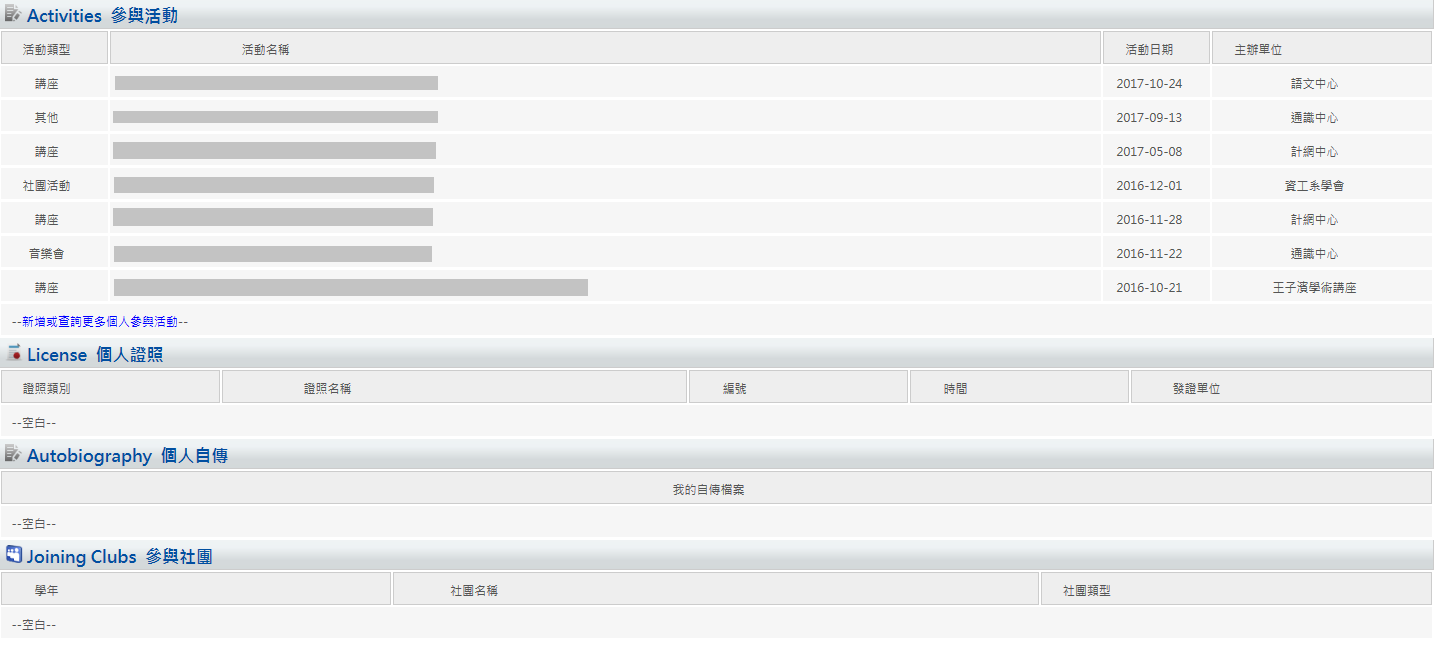 Activities 參與活動
活動類型 活動名稱 活動日期 主辦單位
講座 2017-10-24 語文中心
其他 2017-09-13 通識中心
講座 2017-05-08 計網中心
社團活動 2016-12-01 資工系學會
講座 2016-11-28 計網中心
音樂會 2016-11-22 通識中心
講座 2016-10-21 王子濱學術講座
--新增或查詢更多個人參與活動--
License 個人證照
證照類別 證照名稱 編號 時間 發證單位
--空白--
Autobiography 個人自傳
我的自傳檔案
--空白--
Joining Clubs 參與社團
學年 社團名稱 社團類型
--空白--